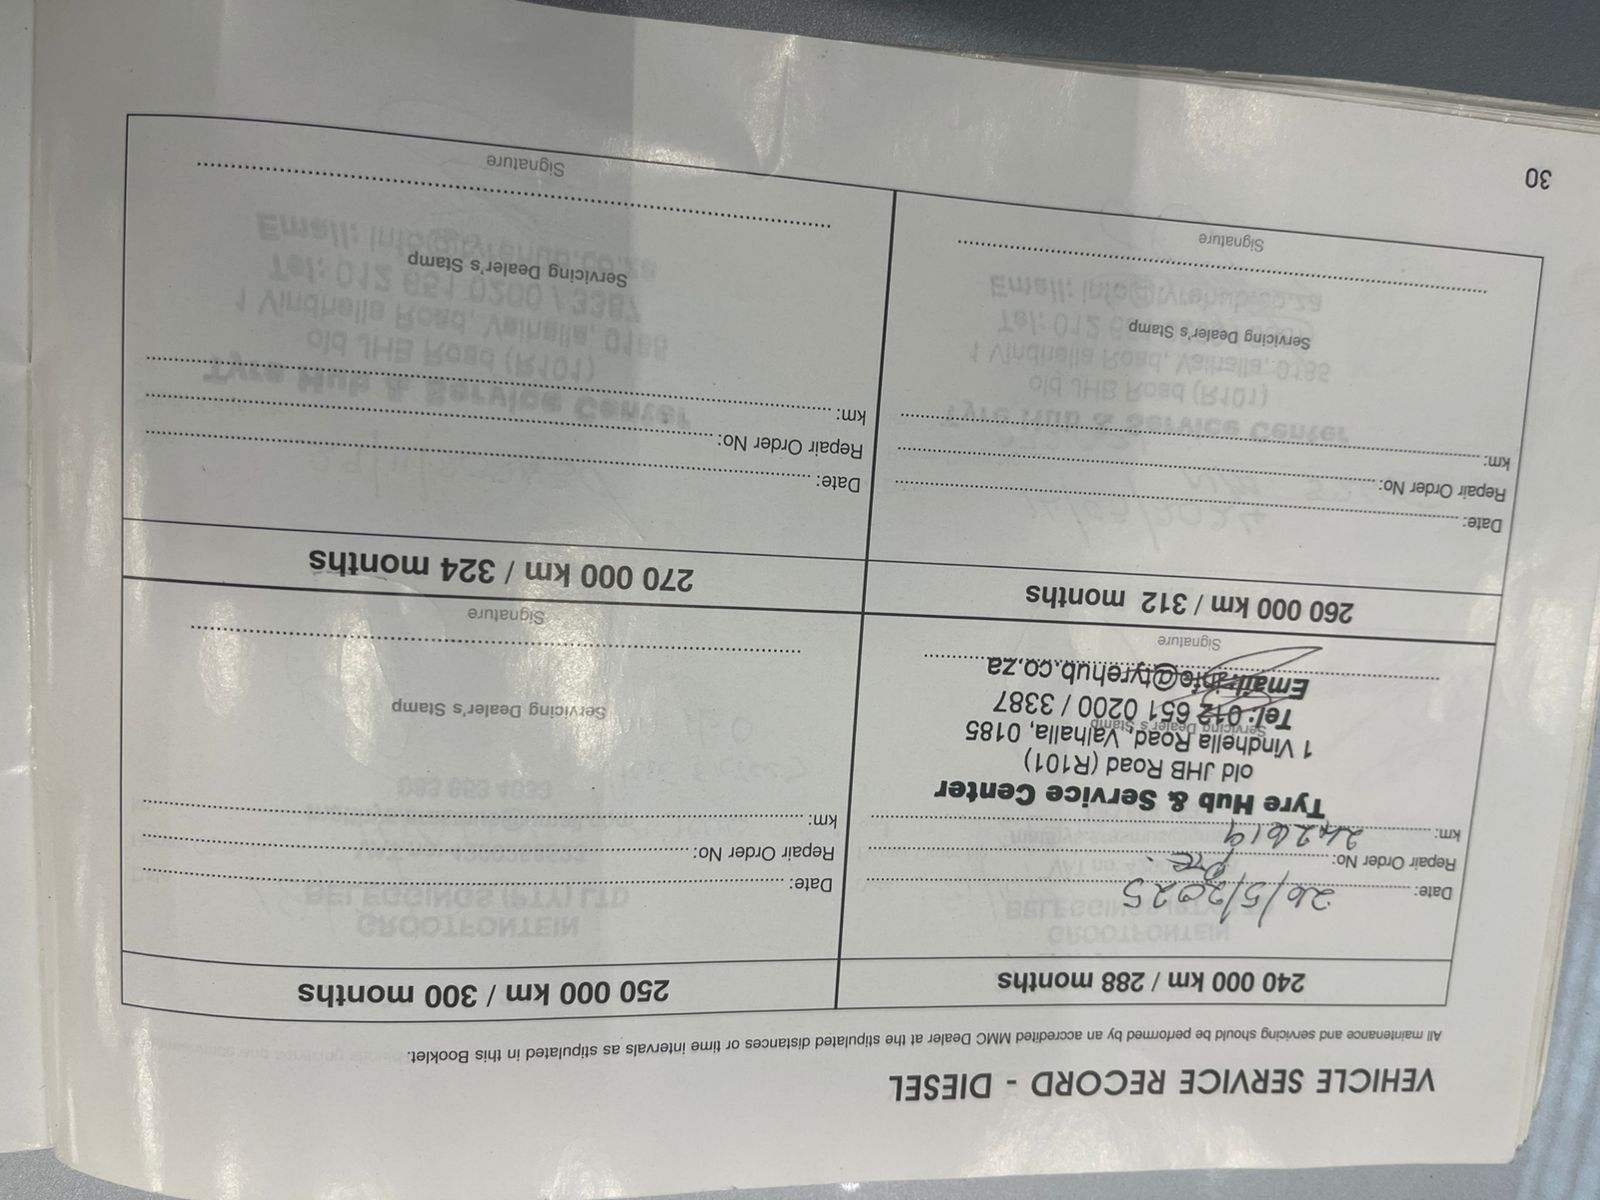 VEHICLE SERVICE RECORD - DIESEL
All maintenance and servicing should be performed by an accredited MMC Dealer at the stipulated distances or time intervals as stipulated in this Booklet.
240 000 km / 288 months
Date: 26/5/2025
Repair Order No:
km: 242619
Tyre Hub & Service Center
old JHB Road (R101)
1 Vindhella Road, Valhalla, 0185
Servicing Dealer's Stamp
Tel: 012 651 0200 / 3387
Email: info@tyrehub.co.za
Signature
250 000 km / 300 months
Date:
Repair Order No:
km:
Servicing Dealer's Stamp
Signature
260 000 km / 312 months
Date:
Repair Order No:
km:
Servicing Dealer's Stamp
Signature
270 000 km / 324 months
Date:
Repair Order No:
km:
Servicing Dealer's Stamp
Signature
30